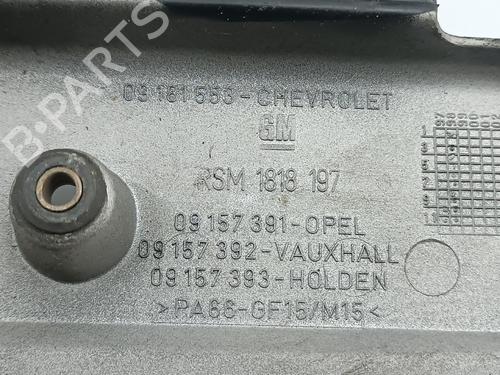 B-PARTS
09 161 553-CHEVROLET
GM
RSM 1818 197
09 157 391-OPEL
09 157 392-VAUXHALL
09 157 393-HOLDEN
>PA66-GF15/M15<